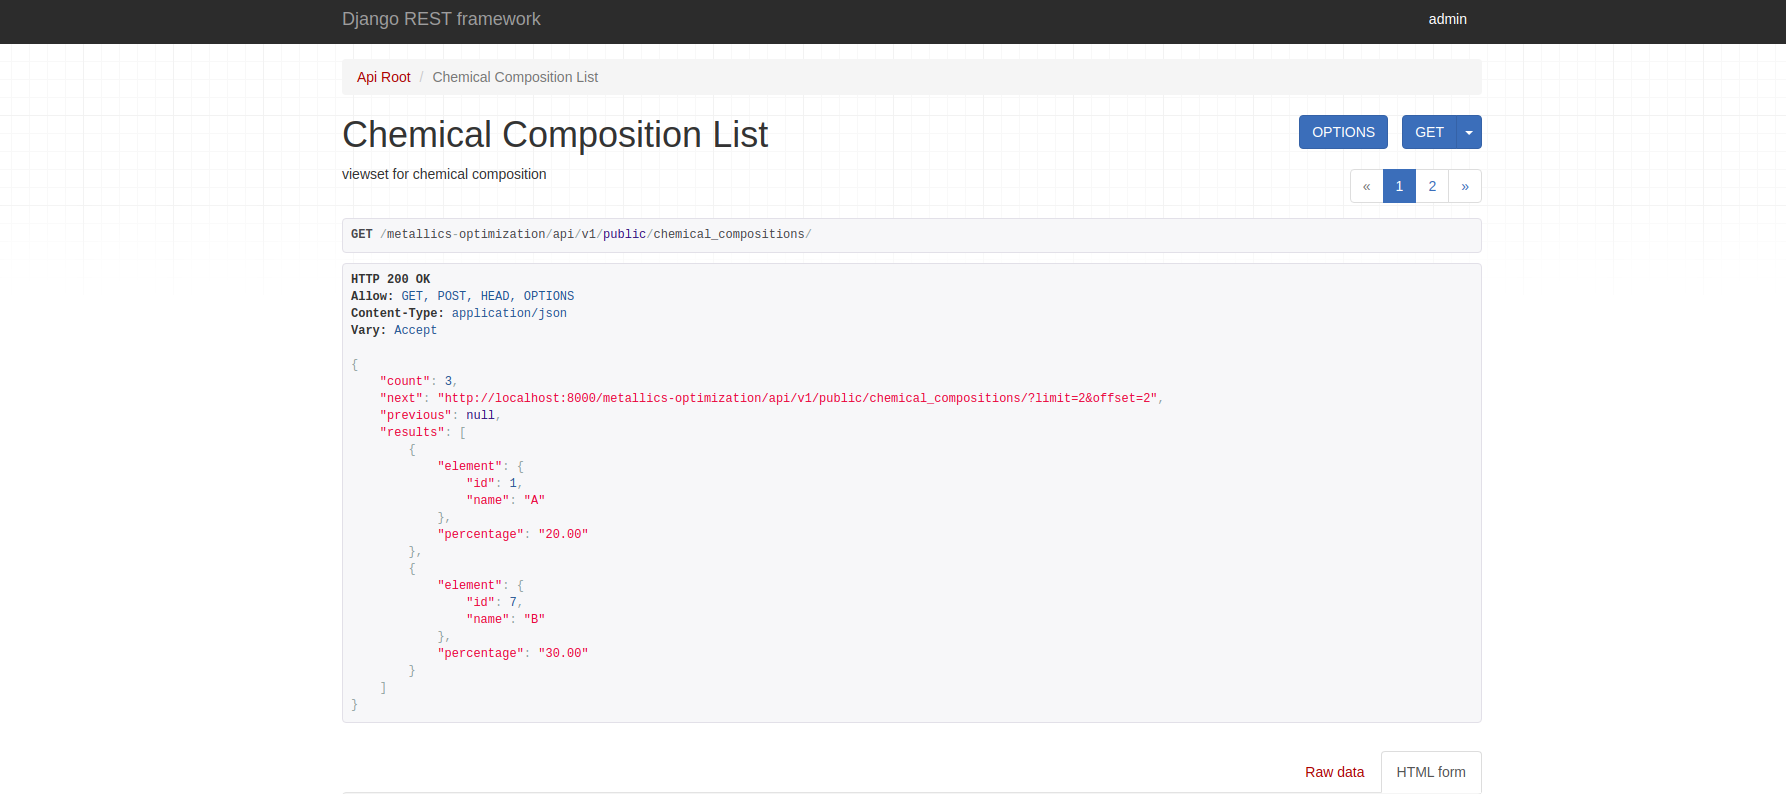 Django REST framework
admin
Api Root / Chemical Composition List
Chemical Composition List
OPTIONS
GET
viewset for chemical composition
« 1 2 »
GET /metallics-optimization/api/v1/public/chemical_compositions/
HTTP 200 OK
Allow: GET, POST, HEAD, OPTIONS
Content-Type: application/json
Vary: Accept
{
    "count": 3,
    "next": "http://localhost:8000/metallics-optimization/api/v1/public/chemical_compositions/?limit=2&offset=2",
    "previous": null,
    "results": [
        {
            "element": {
                "id": 1,
                "name": "A"
            },
            "percentage": "20.00"
        },
        {
            "element": {
                "id": 7,
                "name": "B"
            },
            "percentage": "30.00"
        }
    ]
}
Raw data
HTML form